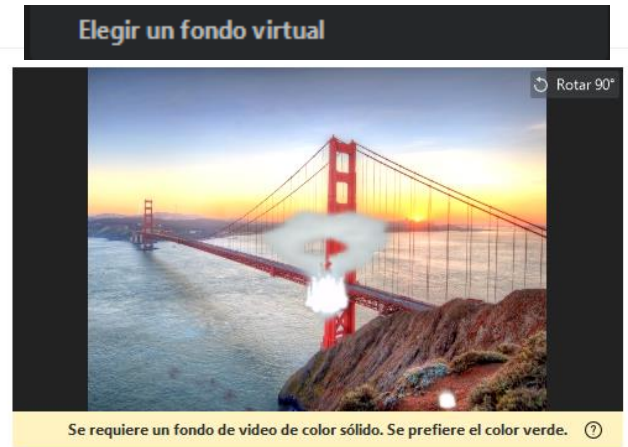 Elegir un fondo virtual
Rotar 90°
Se requiere un fondo de video de color sólido. Se prefiere el color verde. ?